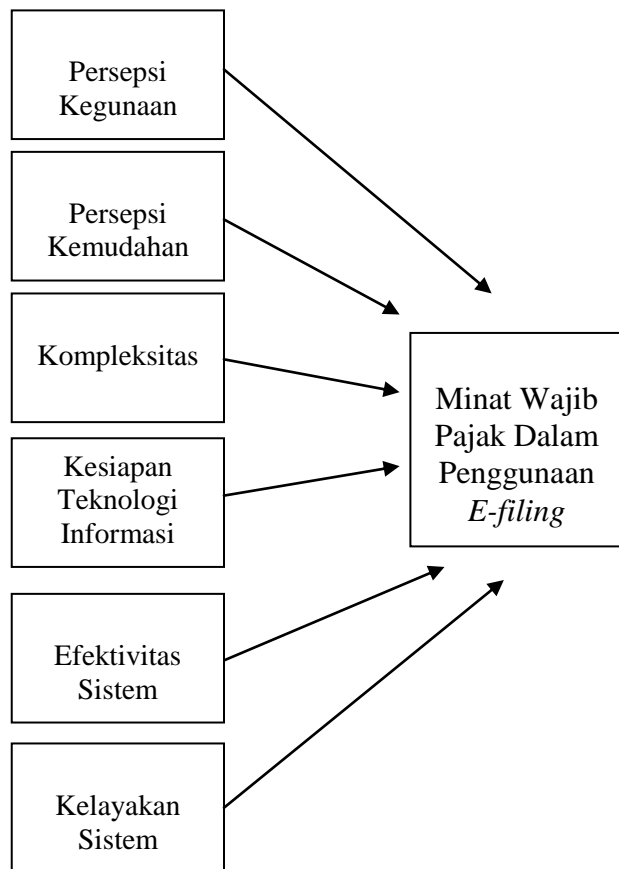 Persepsi
Kegunaan
Persepsi
Kemudahan
Kompleksitas
Kesiapan
Teknologi
Informasi
Efektivitas
Sistem
Kelayakan
Sistem
Minat Wajib
Pajak Dalam
Penggunaan
E-filing